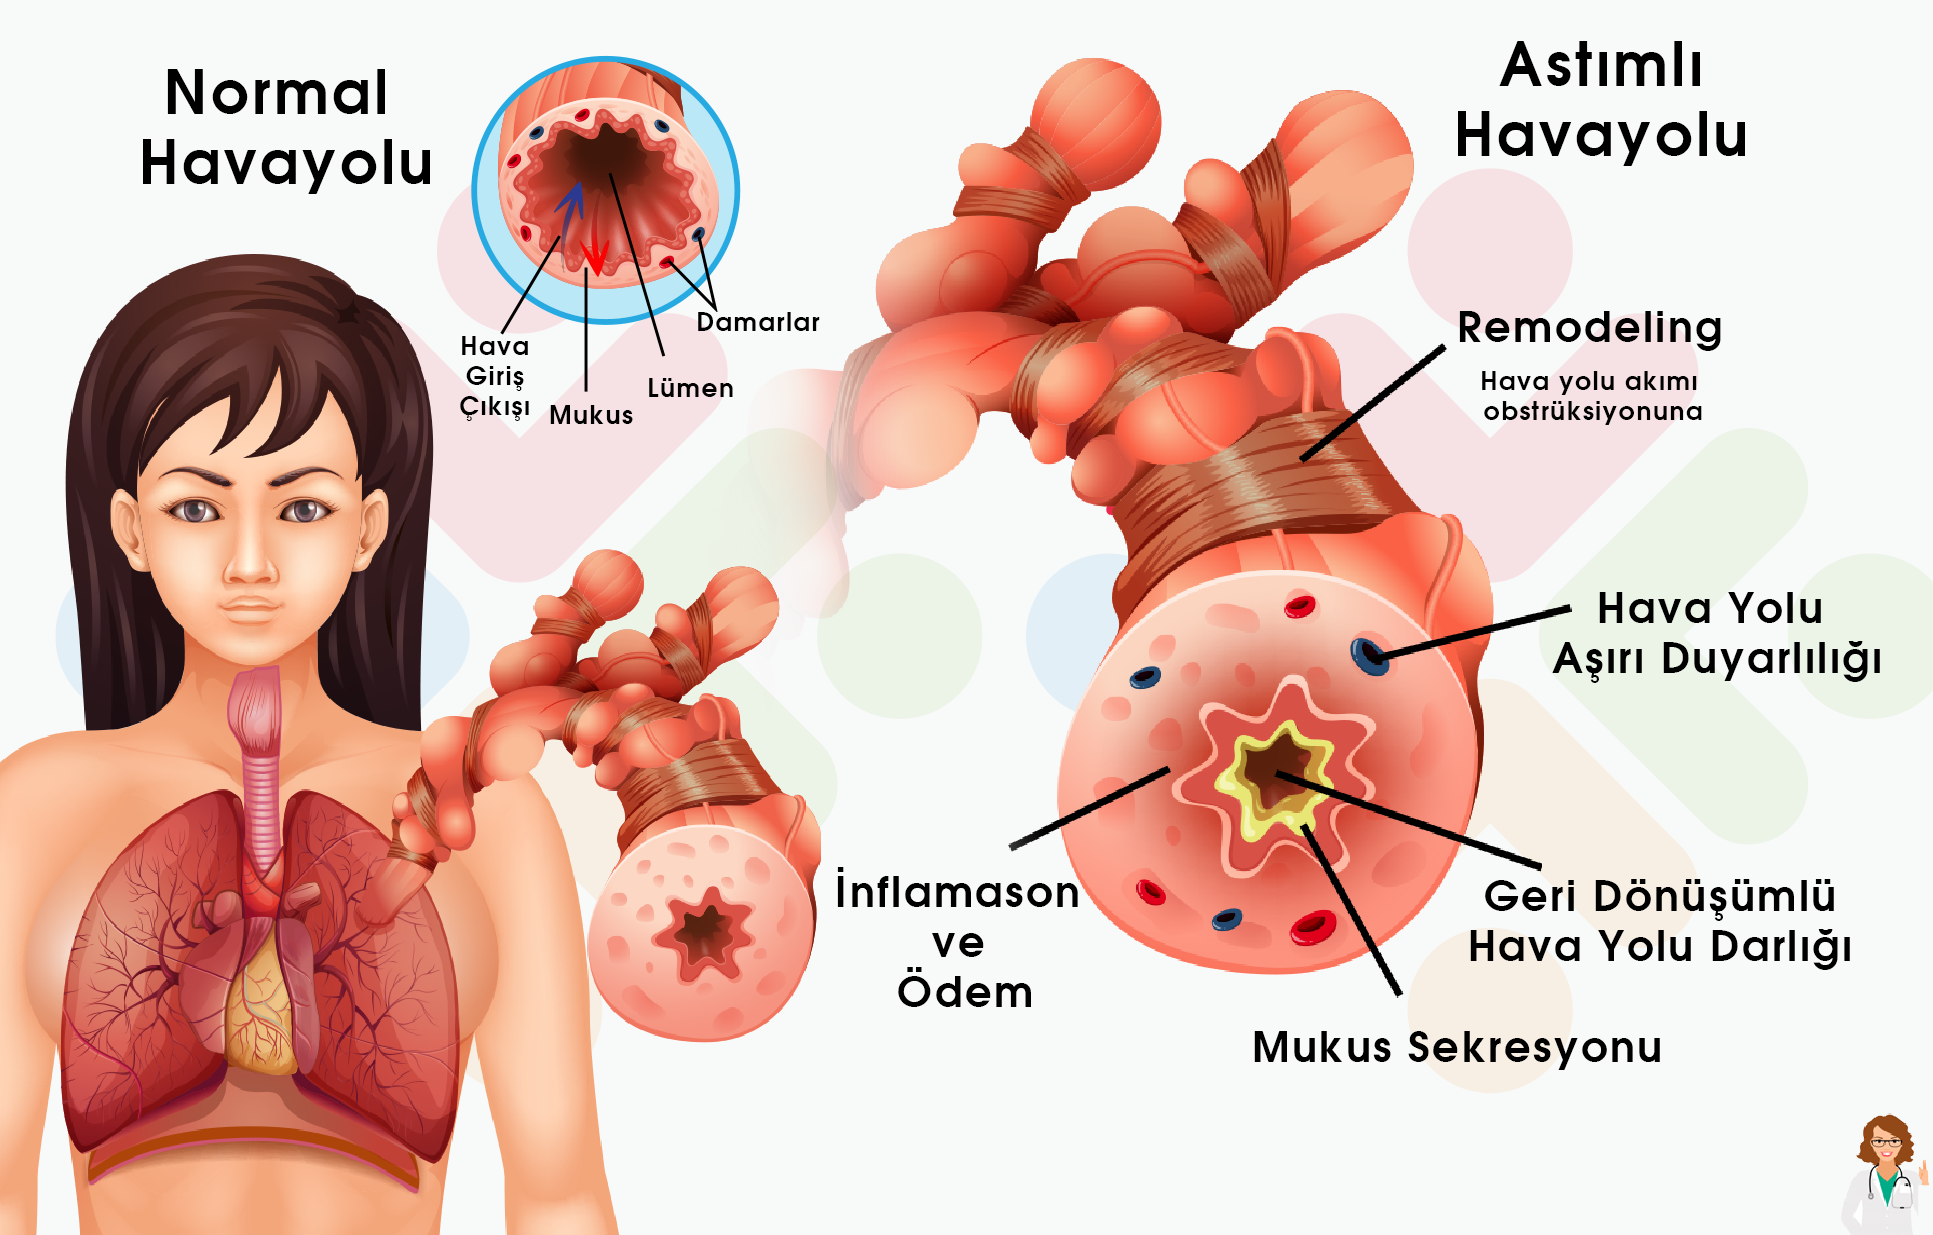 Normal
Havayolu
Damarlar
Hava
Giriş
Çıkışı
Mukus
Lümen
Astımlı
Havayolu
Remodeling
Hava yolu akımı
obstrüksiyonuna
Hava Yolu
Aşırı Duyarlılığı
İnflamason
ve
Ödem
Geri Dönüşümlü
Hava Yolu Darlığı
Mukus Sekresyonu